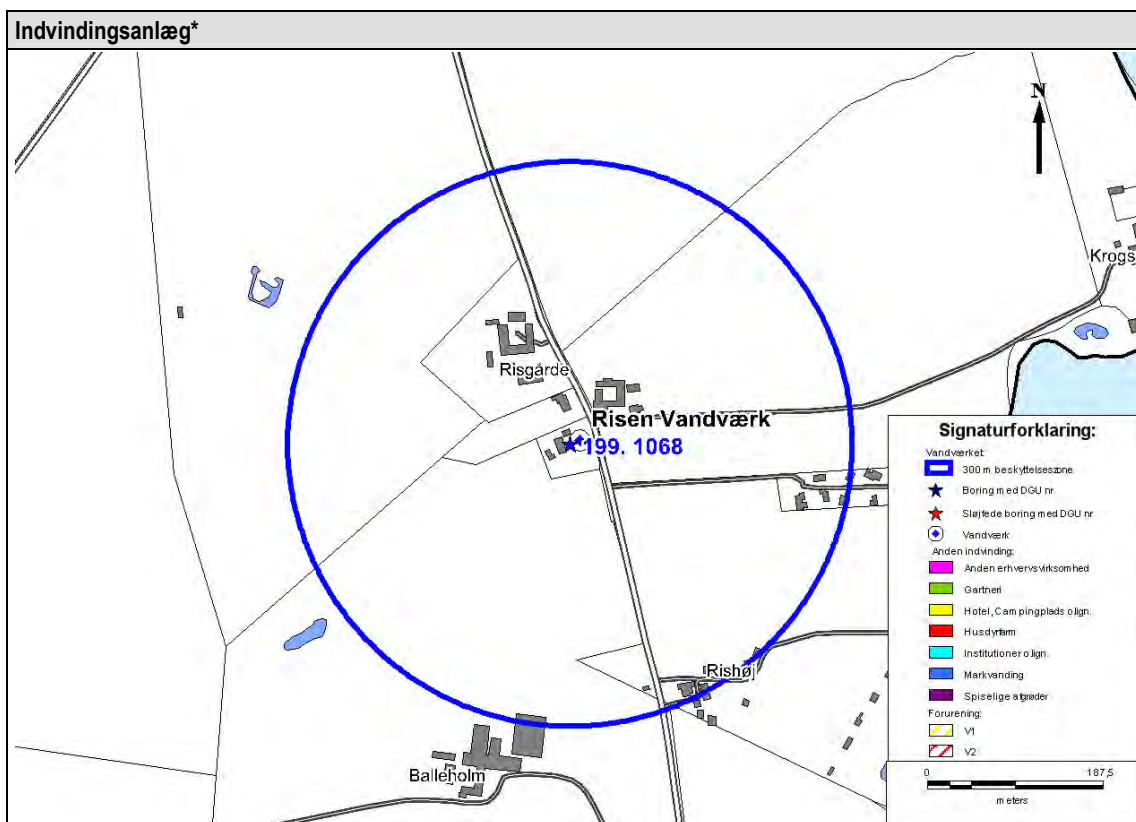 Indvindingsanlæg*
N
Krogs
Risgårde
Risen Vandværk
199. 1068
Rishøj
Balleholm
Signaturforklaring:
Vandværket:
300 m beskyttelseszone
Boring med DGU nr
Sløjfede boring med DGU nr
Vandværk
Anden indvinding:
Anden erhvervsvirksomhed
Gartneri
Hotel, Campingplads olign.
Husdyrfarm
Institutioner olign.
Markvanding
Spiselige afgrøder
Forurening:
V1
V2
0 187,5
meters